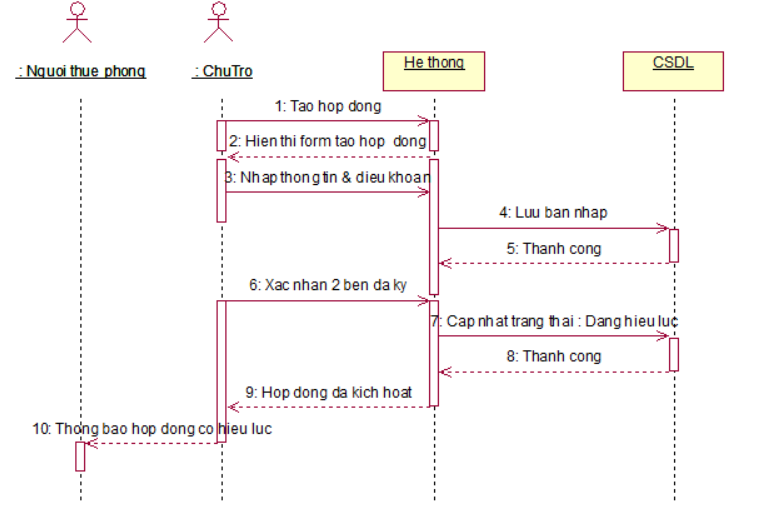 : Nguoi thue phong
: ChuTro
He thong
CSDL
1: Tao hop dong
2: Hien thi form tao hop dong
3: Nhap thong tin & dieu khoan
4: Luu ban nhap
5: Thanh cong
6: Xac nhan 2 ben da ky
7: Cap nhat trang thai : Dang hieu luc
8: Thanh cong
9: Hop dong da kich hoat
10: Thong bao hop dong co hieu luc